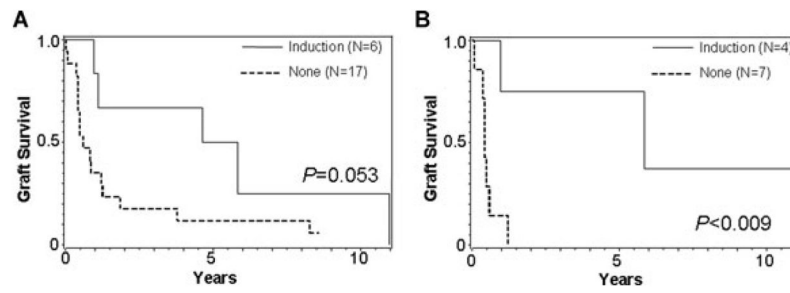 A
Graft Survival
1.0
0.5
0
Induction (N=6)
None (N=17)
P=0.053
0
5
10
Years
B
Graft Survival
1.0
0.5
0
Induction (N=4)
None (N=7)
P<0.009
0
5
10
Years